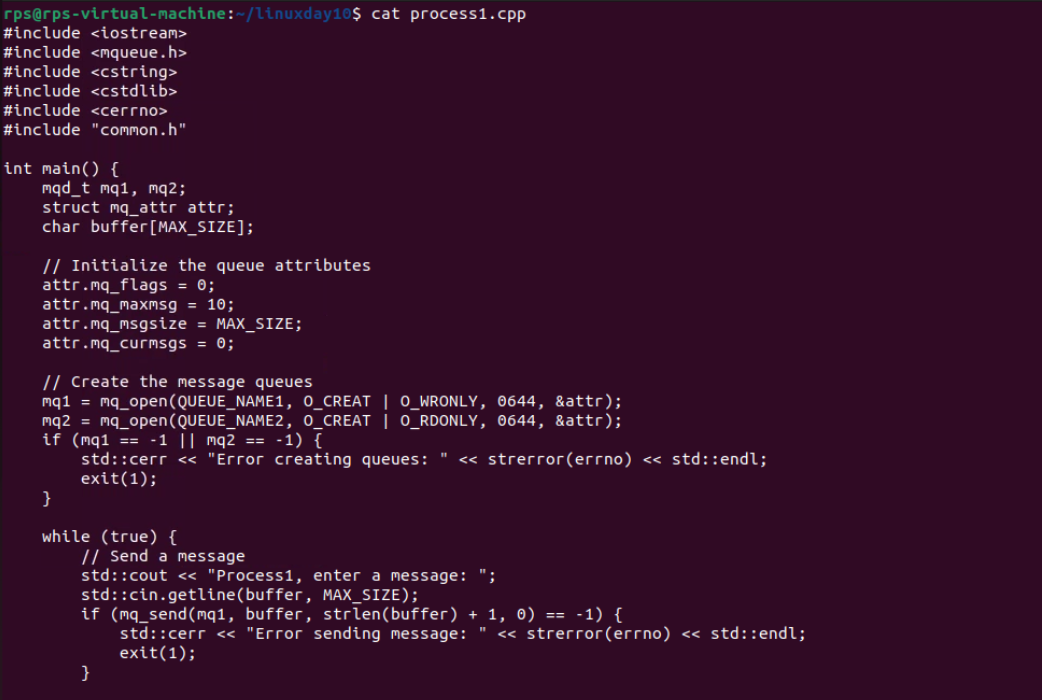 rps@rps-virtual-machine:~/linuxday10$ cat process1.cpp
#include <iostream>
#include <mqueue.h>
#include <cstring>
#include <cstdlib>
#include <cerrno>
#include "common.h"

int main() {
    mqd_t mq1, mq2;
    struct mq_attr attr;
    char buffer[MAX_SIZE];

    // Initialize the queue attributes
    attr.mq_flags = 0;
    attr.mq_maxmsg = 10;
    attr.mq_msgsize = MAX_SIZE;
    attr.mq_curmsgs = 0;

    // Create the message queues
    mq1 = mq_open(QUEUE_NAME1, O_CREAT | O_WRONLY, 0644, &attr);
    mq2 = mq_open(QUEUE_NAME2, O_CREAT | O_RDONLY, 0644, &attr);
    if (mq1 == -1 || mq2 == -1) {
        std::cerr << "Error creating queues: " << strerror(errno) << std::endl;
        exit(1);
    }

    while (true) {
        // Send a message
        std::cout << "Process1, enter a message: ";
        std::cin.getline(buffer, MAX_SIZE);
        if (mq_send(mq1, buffer, strlen(buffer) + 1, 0) == -1) {
            std::cerr << "Error sending message: " << strerror(errno) << std::endl;
            exit(1);
        }